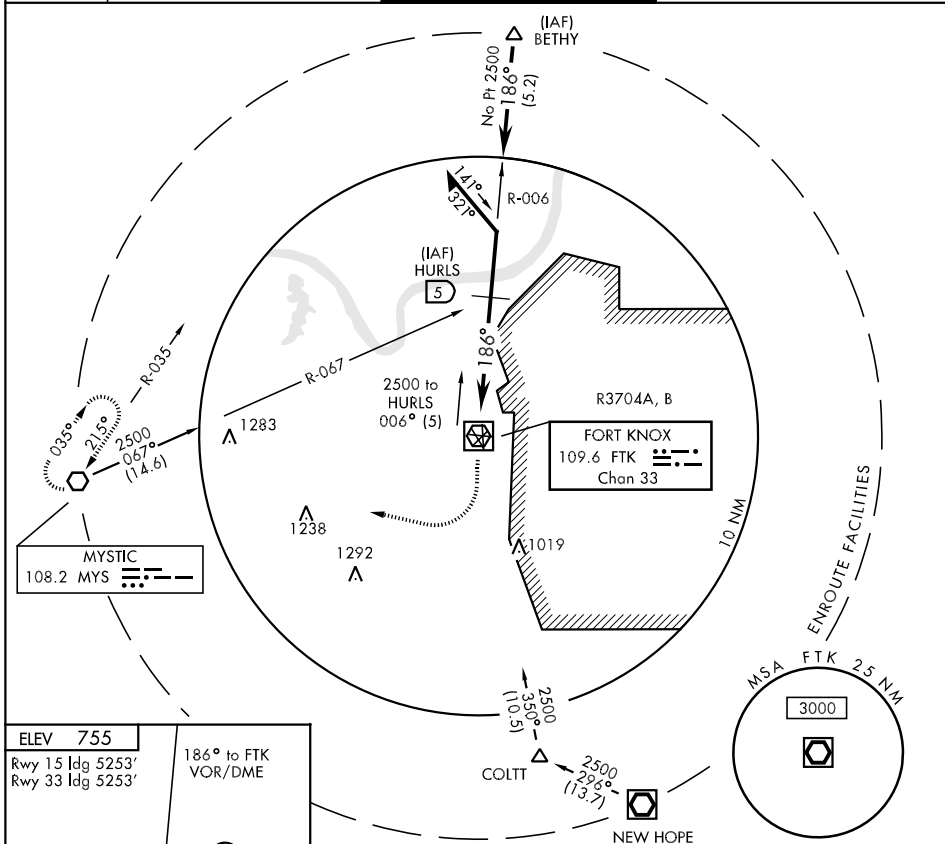 (IAF)
BETHY
No Pt 2500
186°
(5.2)
141°
321°
R-006
(IAF)
HURLS
5
186°
R-035
R-067
2500 to
HURLS
006° (5)
R3704A, B
FORT KNOX
109.6 FTK
Chan 33
035°
215°
2500
067°
(14.6)
1283
1238
1292
1019
10 NM
MYSTIC
108.2 MYS
ENROUTE FACILITIES
MSA FTK 25 NM
3000
2500
350°
(10.5)
COLTT
2500
296°
(13.7)
NEW HOPE
ELEV 755
Rwy 15 ldg 5253'
Rwy 33 ldg 5253'
186° to FTK
VOR/DME